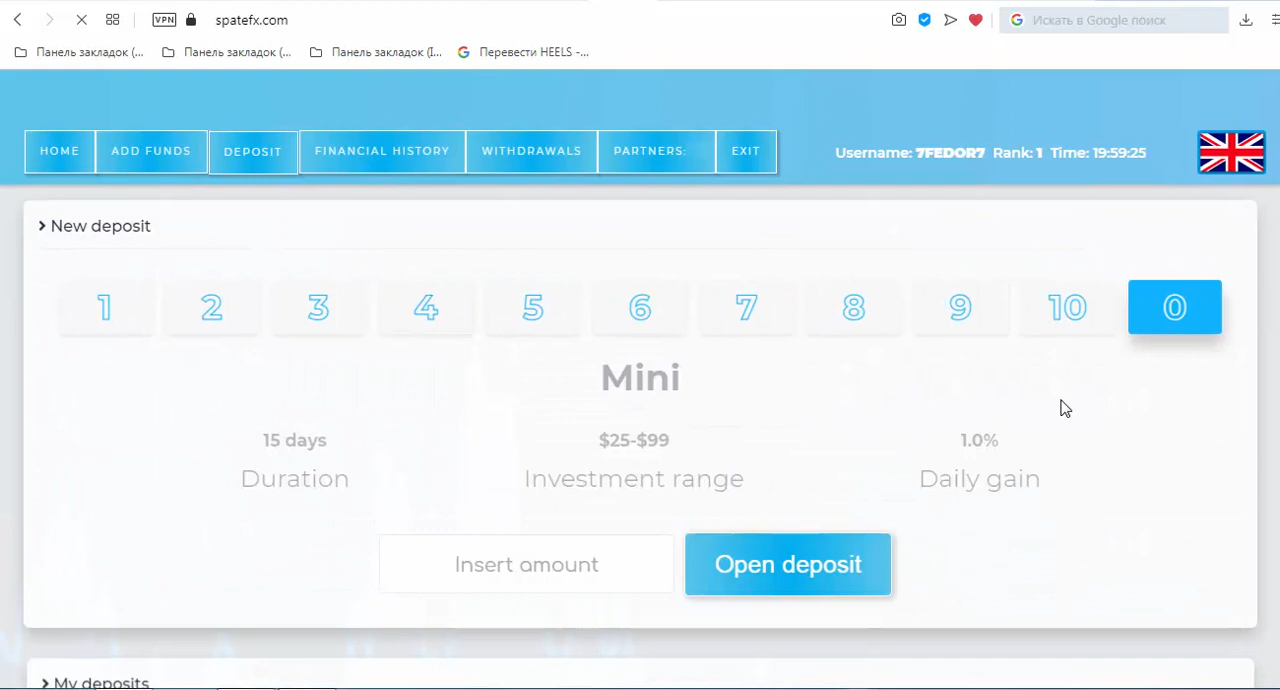 VPN spatefx.com Искать в Google поиск
Панель закладок (... Панель закладок (... Панель закладок (I... Перевести HEELS -...
HOME ADD FUNDS DEPOSIT FINANCIAL HISTORY WITHDRAWALS PARTNERS: EXIT Username: 7FEDOR7 Rank: 1 Time: 19:59:25
New deposit
1 2 3 4 5 6 7 8 9 10 0
Mini
15 days $25-$99 1.0%
Duration Investment range Daily gain
Insert amount Open deposit
My deposits